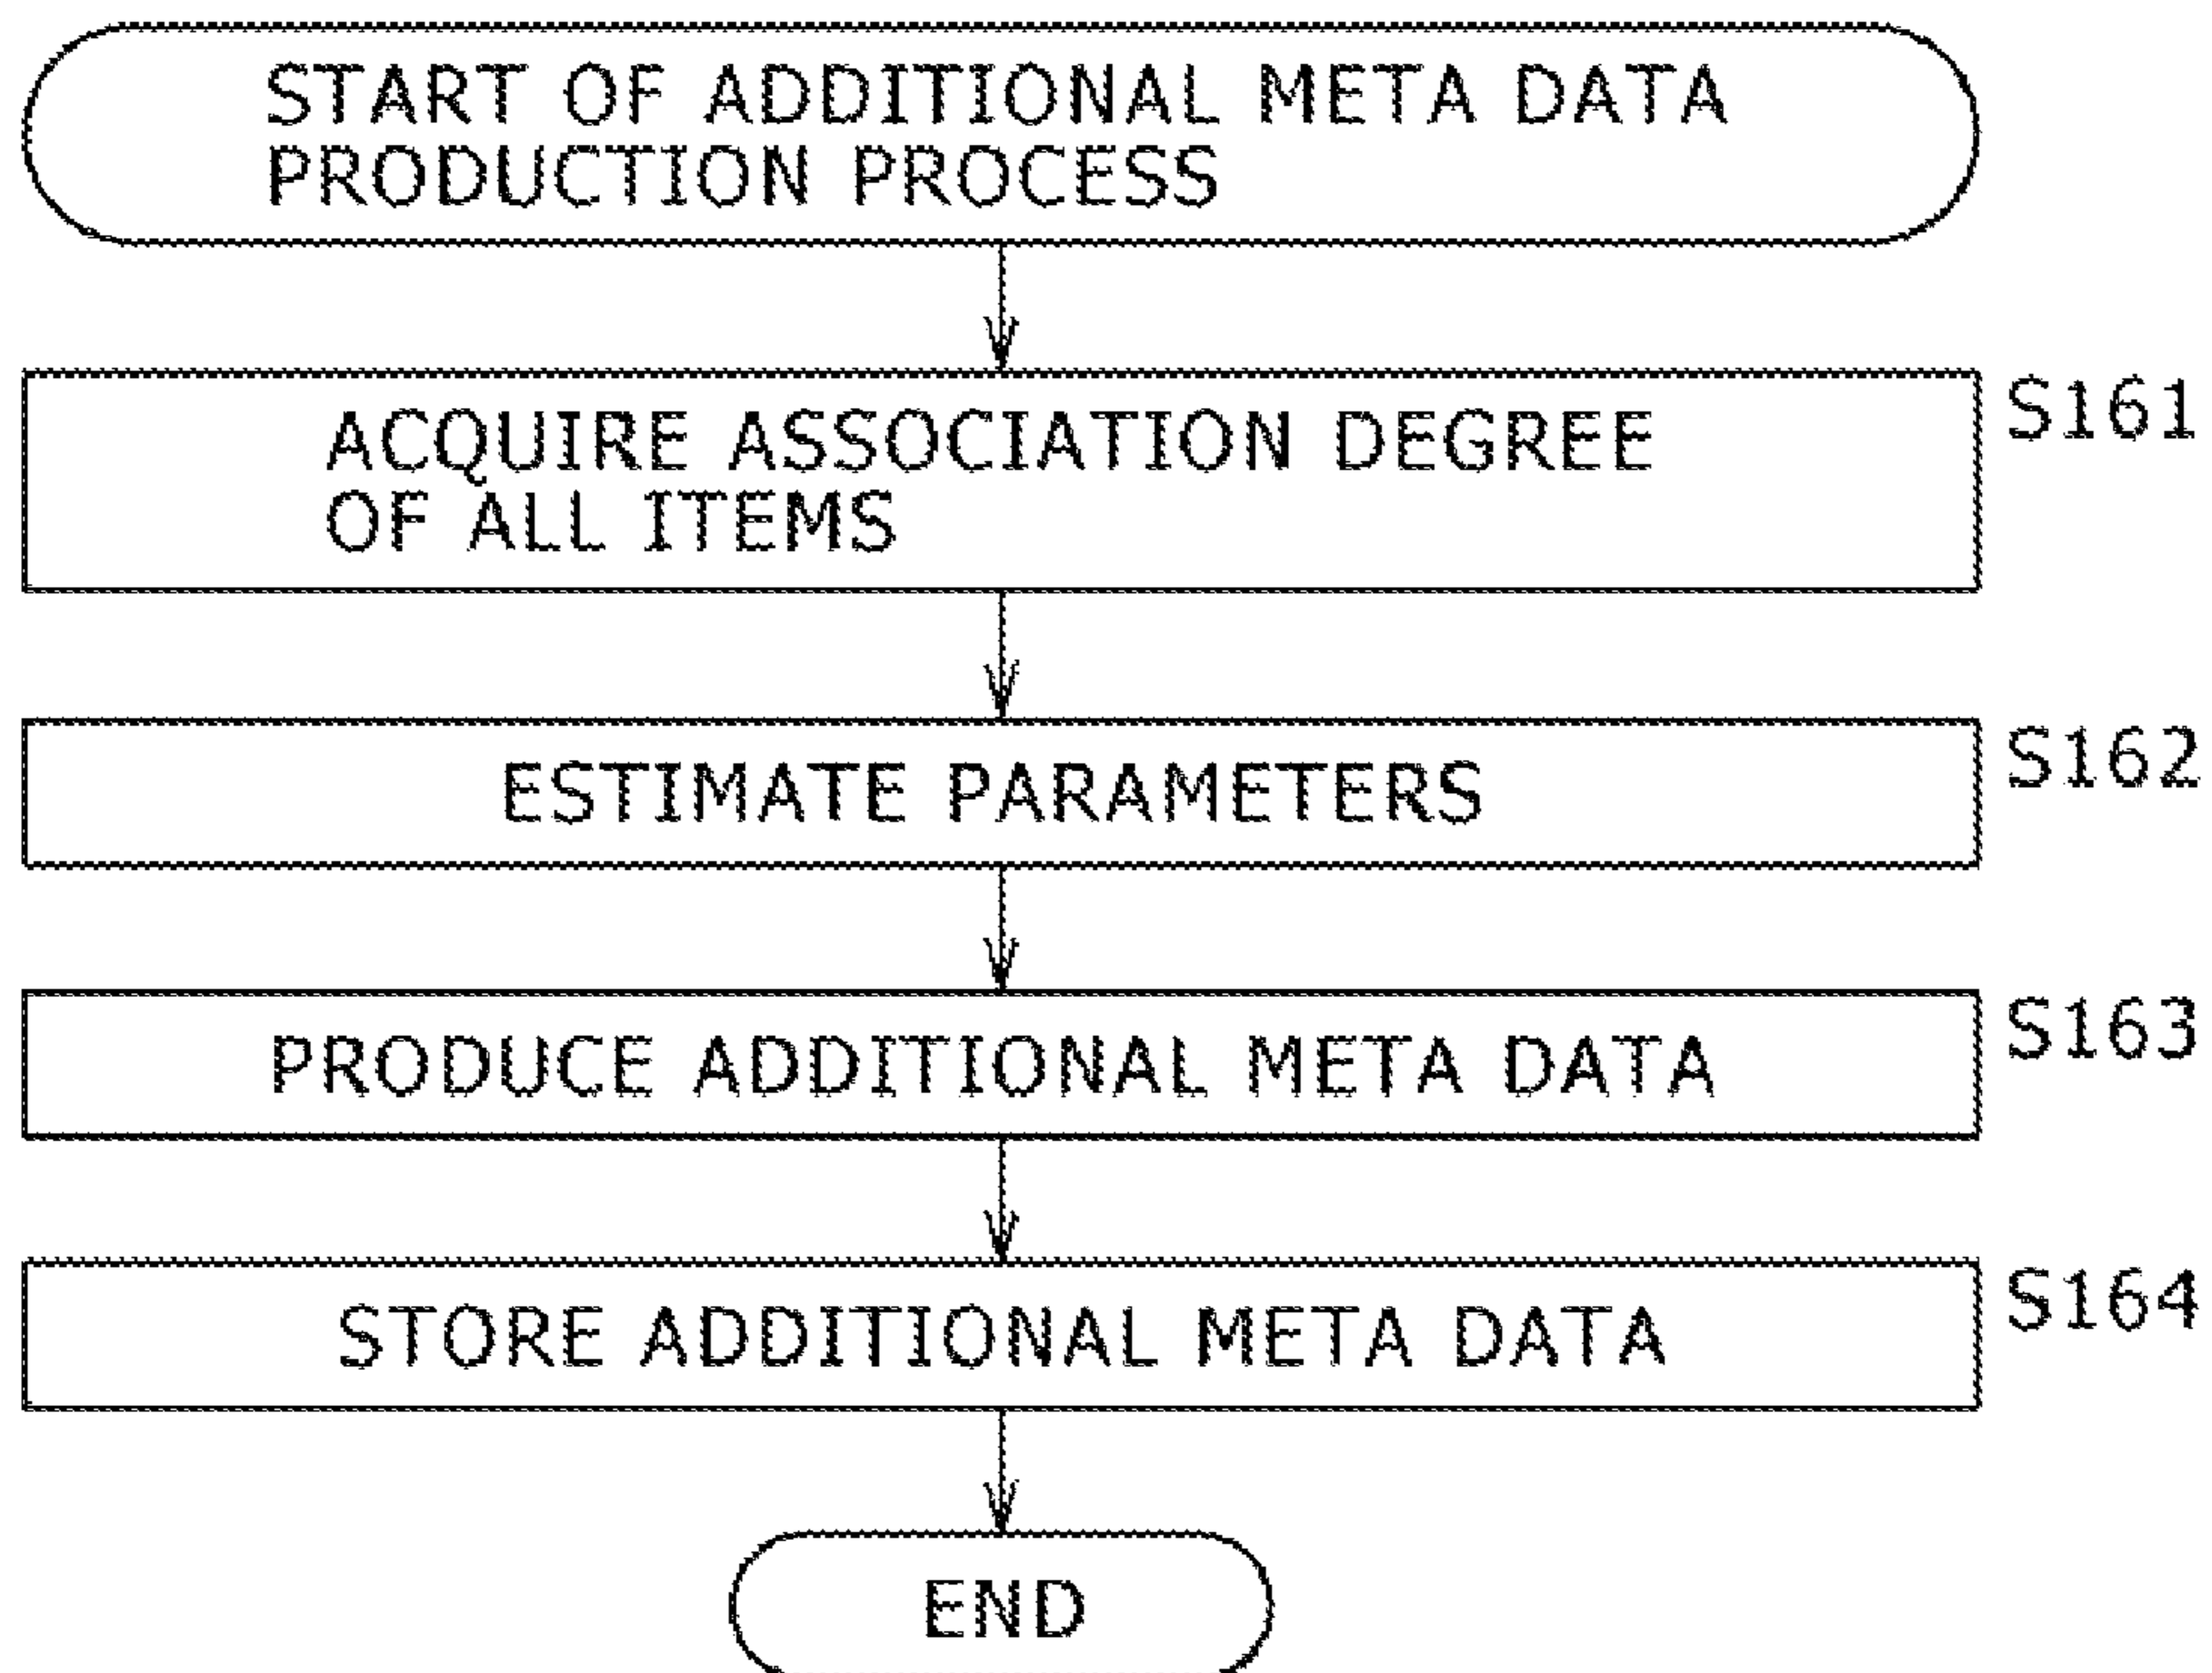 START OF ADDITIONAL META DATA
PRODUCTION PROCESS
ACQUIRE ASSOCIATION DEGREE
OF ALL ITEMS
S161
ESTIMATE PARAMETERS
S162
PRODUCE ADDITIONAL META DATA
S163
STORE ADDITIONAL META DATA
S164
END